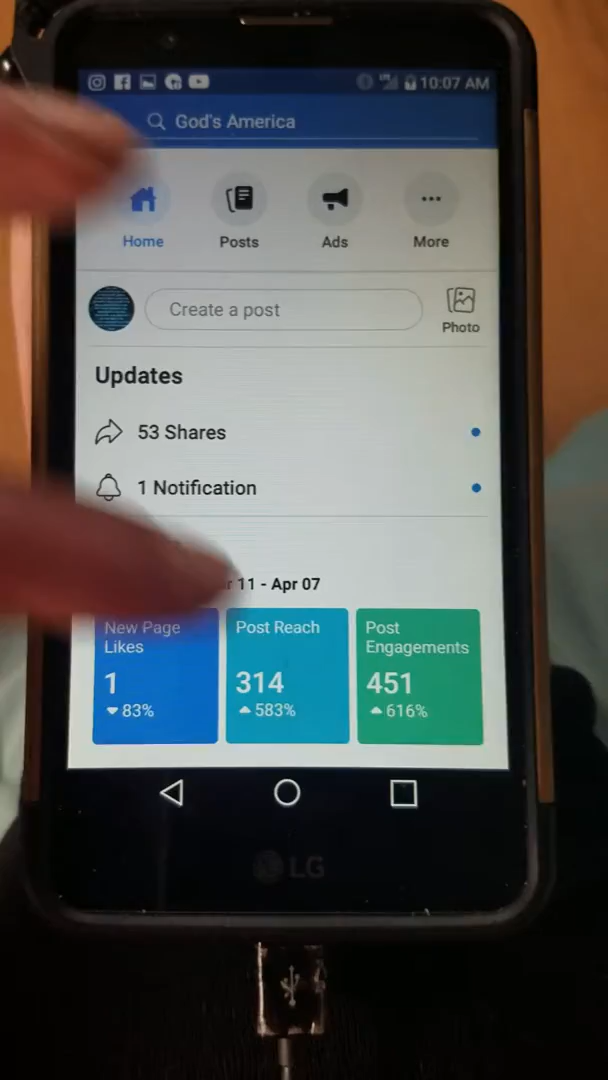 LTE 10:07 AM
God's America
Home Posts Ads More
Create a post
Photo
Updates
53 Shares
1 Notification
11 - Apr 07
New Page Likes
1
83%
Post Reach
314
583%
Post Engagements
451
616%
LG